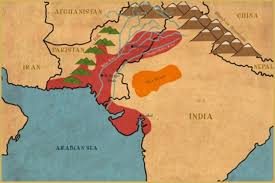 AFGHANISTAN
CHINA
PAKISTAN
IRAN
NEPAL
INDIA
ARABIAN SEA